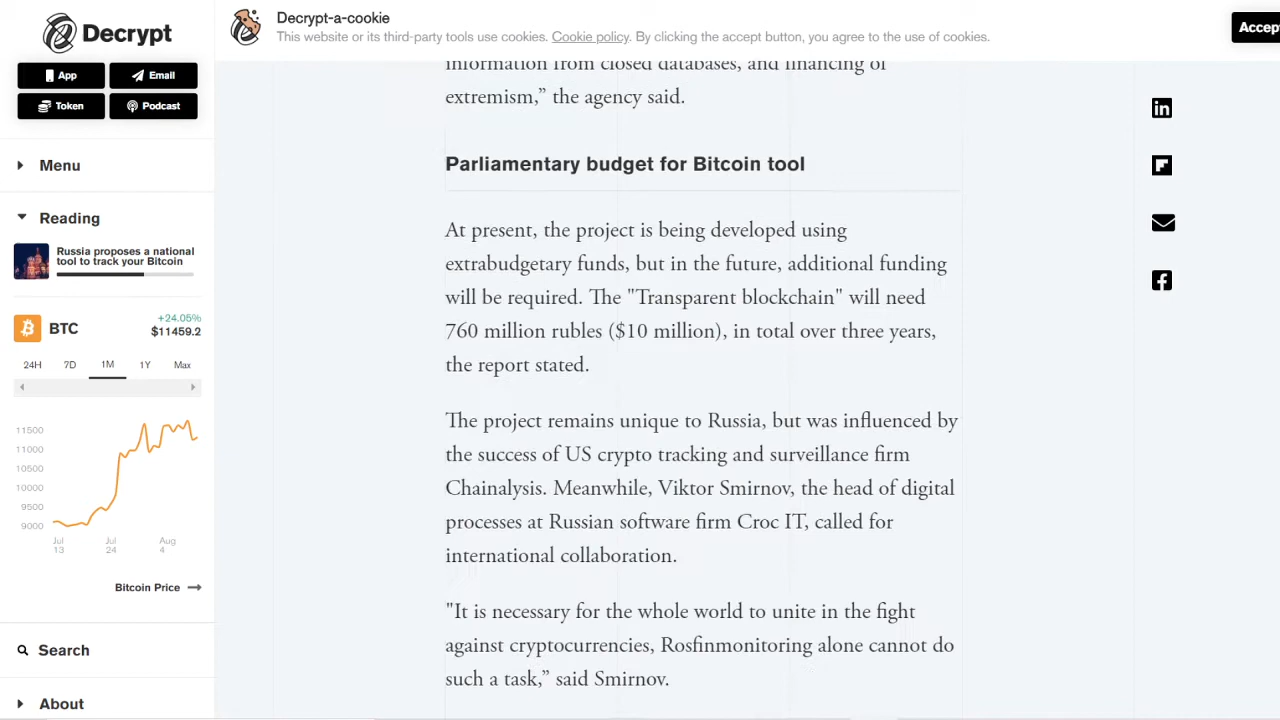 Decrypt
App
Email
Token
Podcast
Menu
Reading
Russia proposes a national
tool to track your Bitcoin
BTC
+24.05%
$11459.2
24H
7D
1M
1Y
Max
11500
11000
10500
10000
9500
9000
Jul
13
Jul
24
Aug
4
Bitcoin Price
Search
About
Decrypt-a-cookie
This website or its third-party tools use cookies. Cookie policy. By clicking the accept button, you agree to the use of cookies.
Accep
information from closed databases, and financing of
extremism,” the agency said.
Parliamentary budget for Bitcoin tool
At present, the project is being developed using
extrabudgetary funds, but in the future, additional funding
will be required. The "Transparent blockchain" will need
760 million rubles ($10 million), in total over three years,
the report stated.
The project remains unique to Russia, but was influenced by
the success of US crypto tracking and surveillance firm
Chainalysis. Meanwhile, Viktor Smirnov, the head of digital
processes at Russian software firm Croc IT, called for
international collaboration.
"It is necessary for the whole world to unite in the fight
against cryptocurrencies, Rosfinmonitoring alone cannot do
such a task,” said Smirnov.